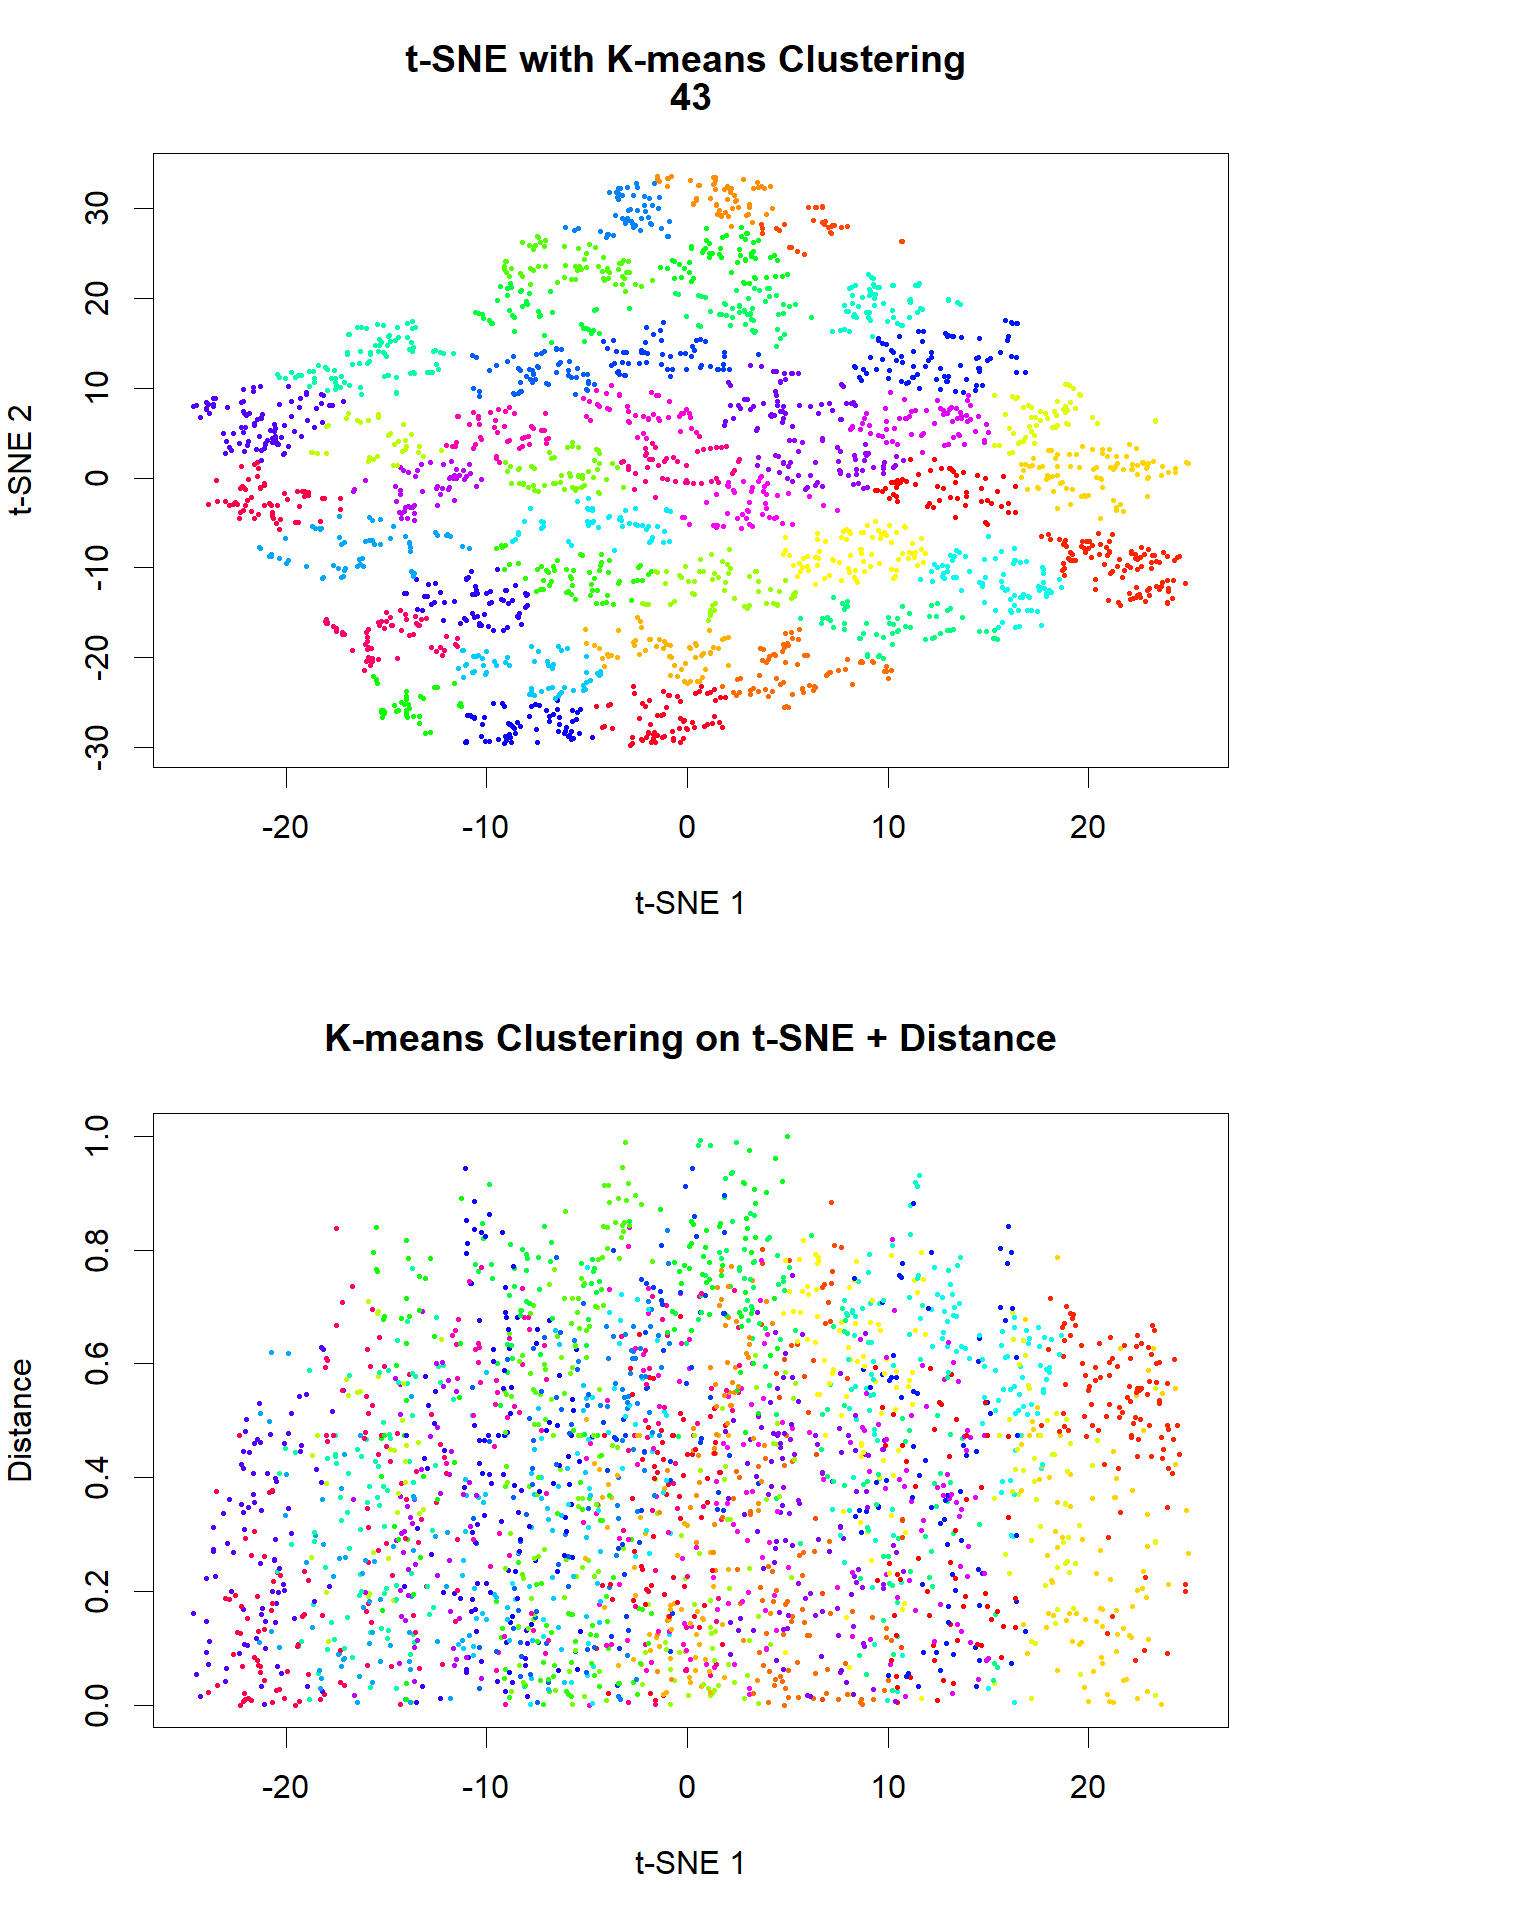 t-SNE with K-means Clustering
43
30
20
10
0
-10
-20
-30
t-SNE 2
-20 -10 0 10 20
t-SNE 1
K-means Clustering on t-SNE + Distance
1.0
0.8
0.6
0.4
0.2
0.0
Distance
-20 -10 0 10 20
t-SNE 1